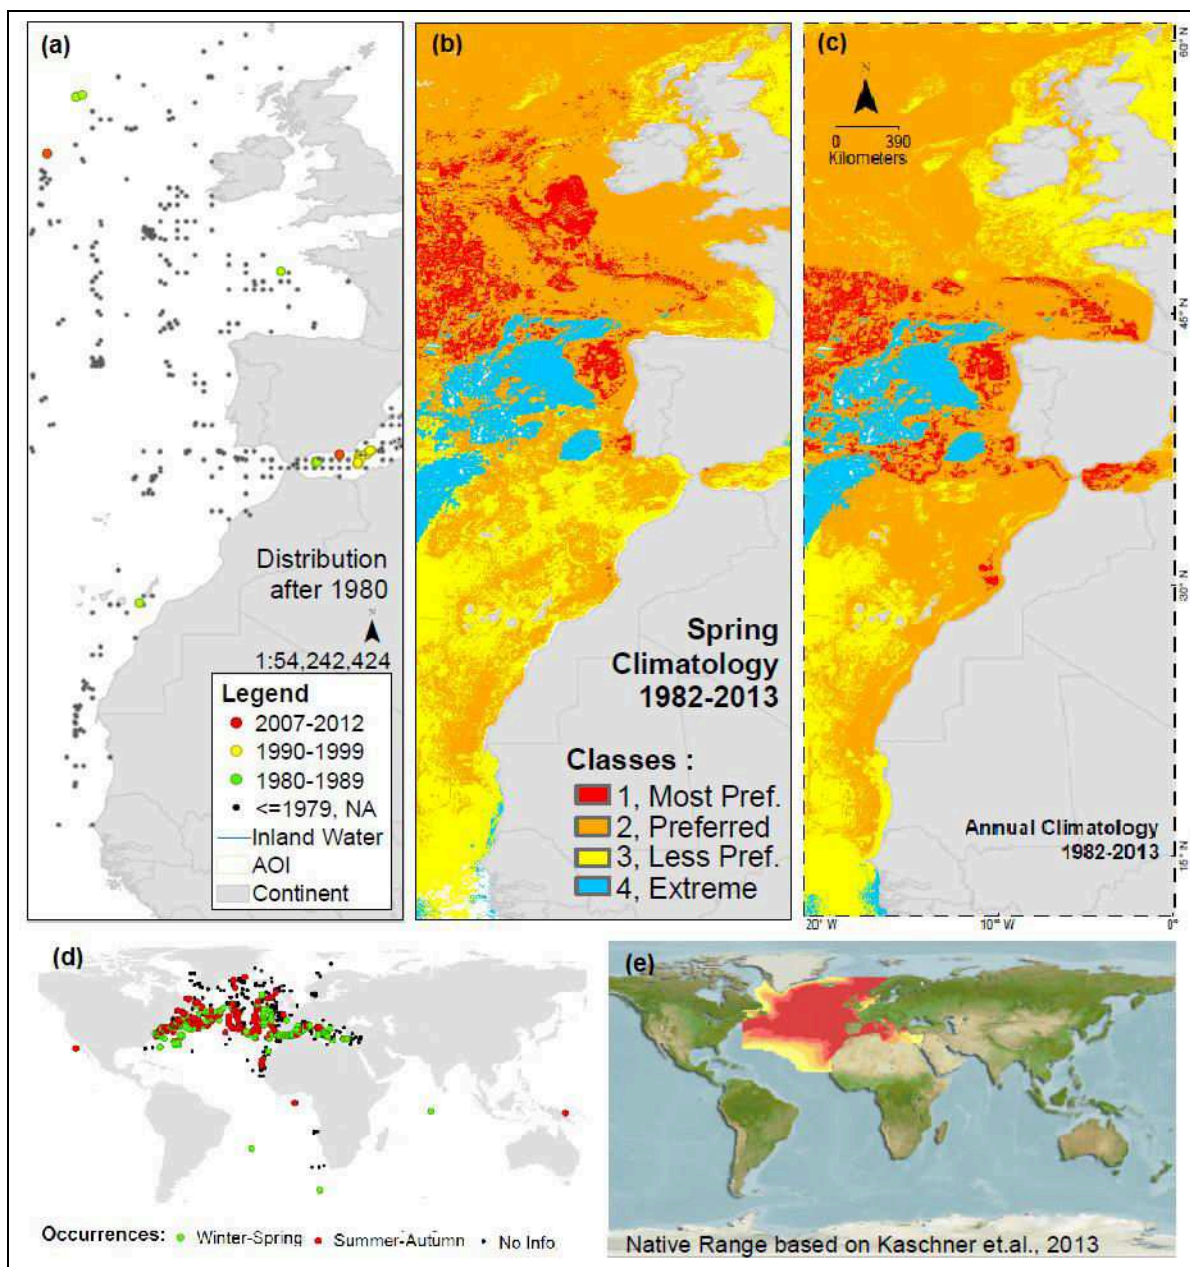 (a)
Distribution
after 1980
N
1:54,242,424
Legend
2007-2012
1990-1999
1980-1989
<=1979, NA
Inland Water
AOI
Continent
(b)
Spring
Climatology
1982-2013
Classes :
1, Most Pref.
2, Preferred
3, Less Pref.
4, Extreme
(c)
N
0 390
Kilometers
Annual Climatology
1982-2013
60° N
45° N
30° N
15° N
20° W 10° W 0°
(d)
Occurrences: Winter-Spring Summer-Autumn No Info
(e)
Native Range based on Kaschner et.al., 2013